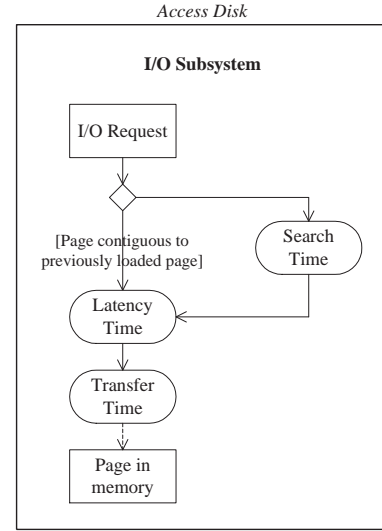 Access Disk
I/O Subsystem
I/O Request
[Page contiguous to
previously loaded page]
Search
Time
Latency
Time
Transfer
Time
Page in
memory